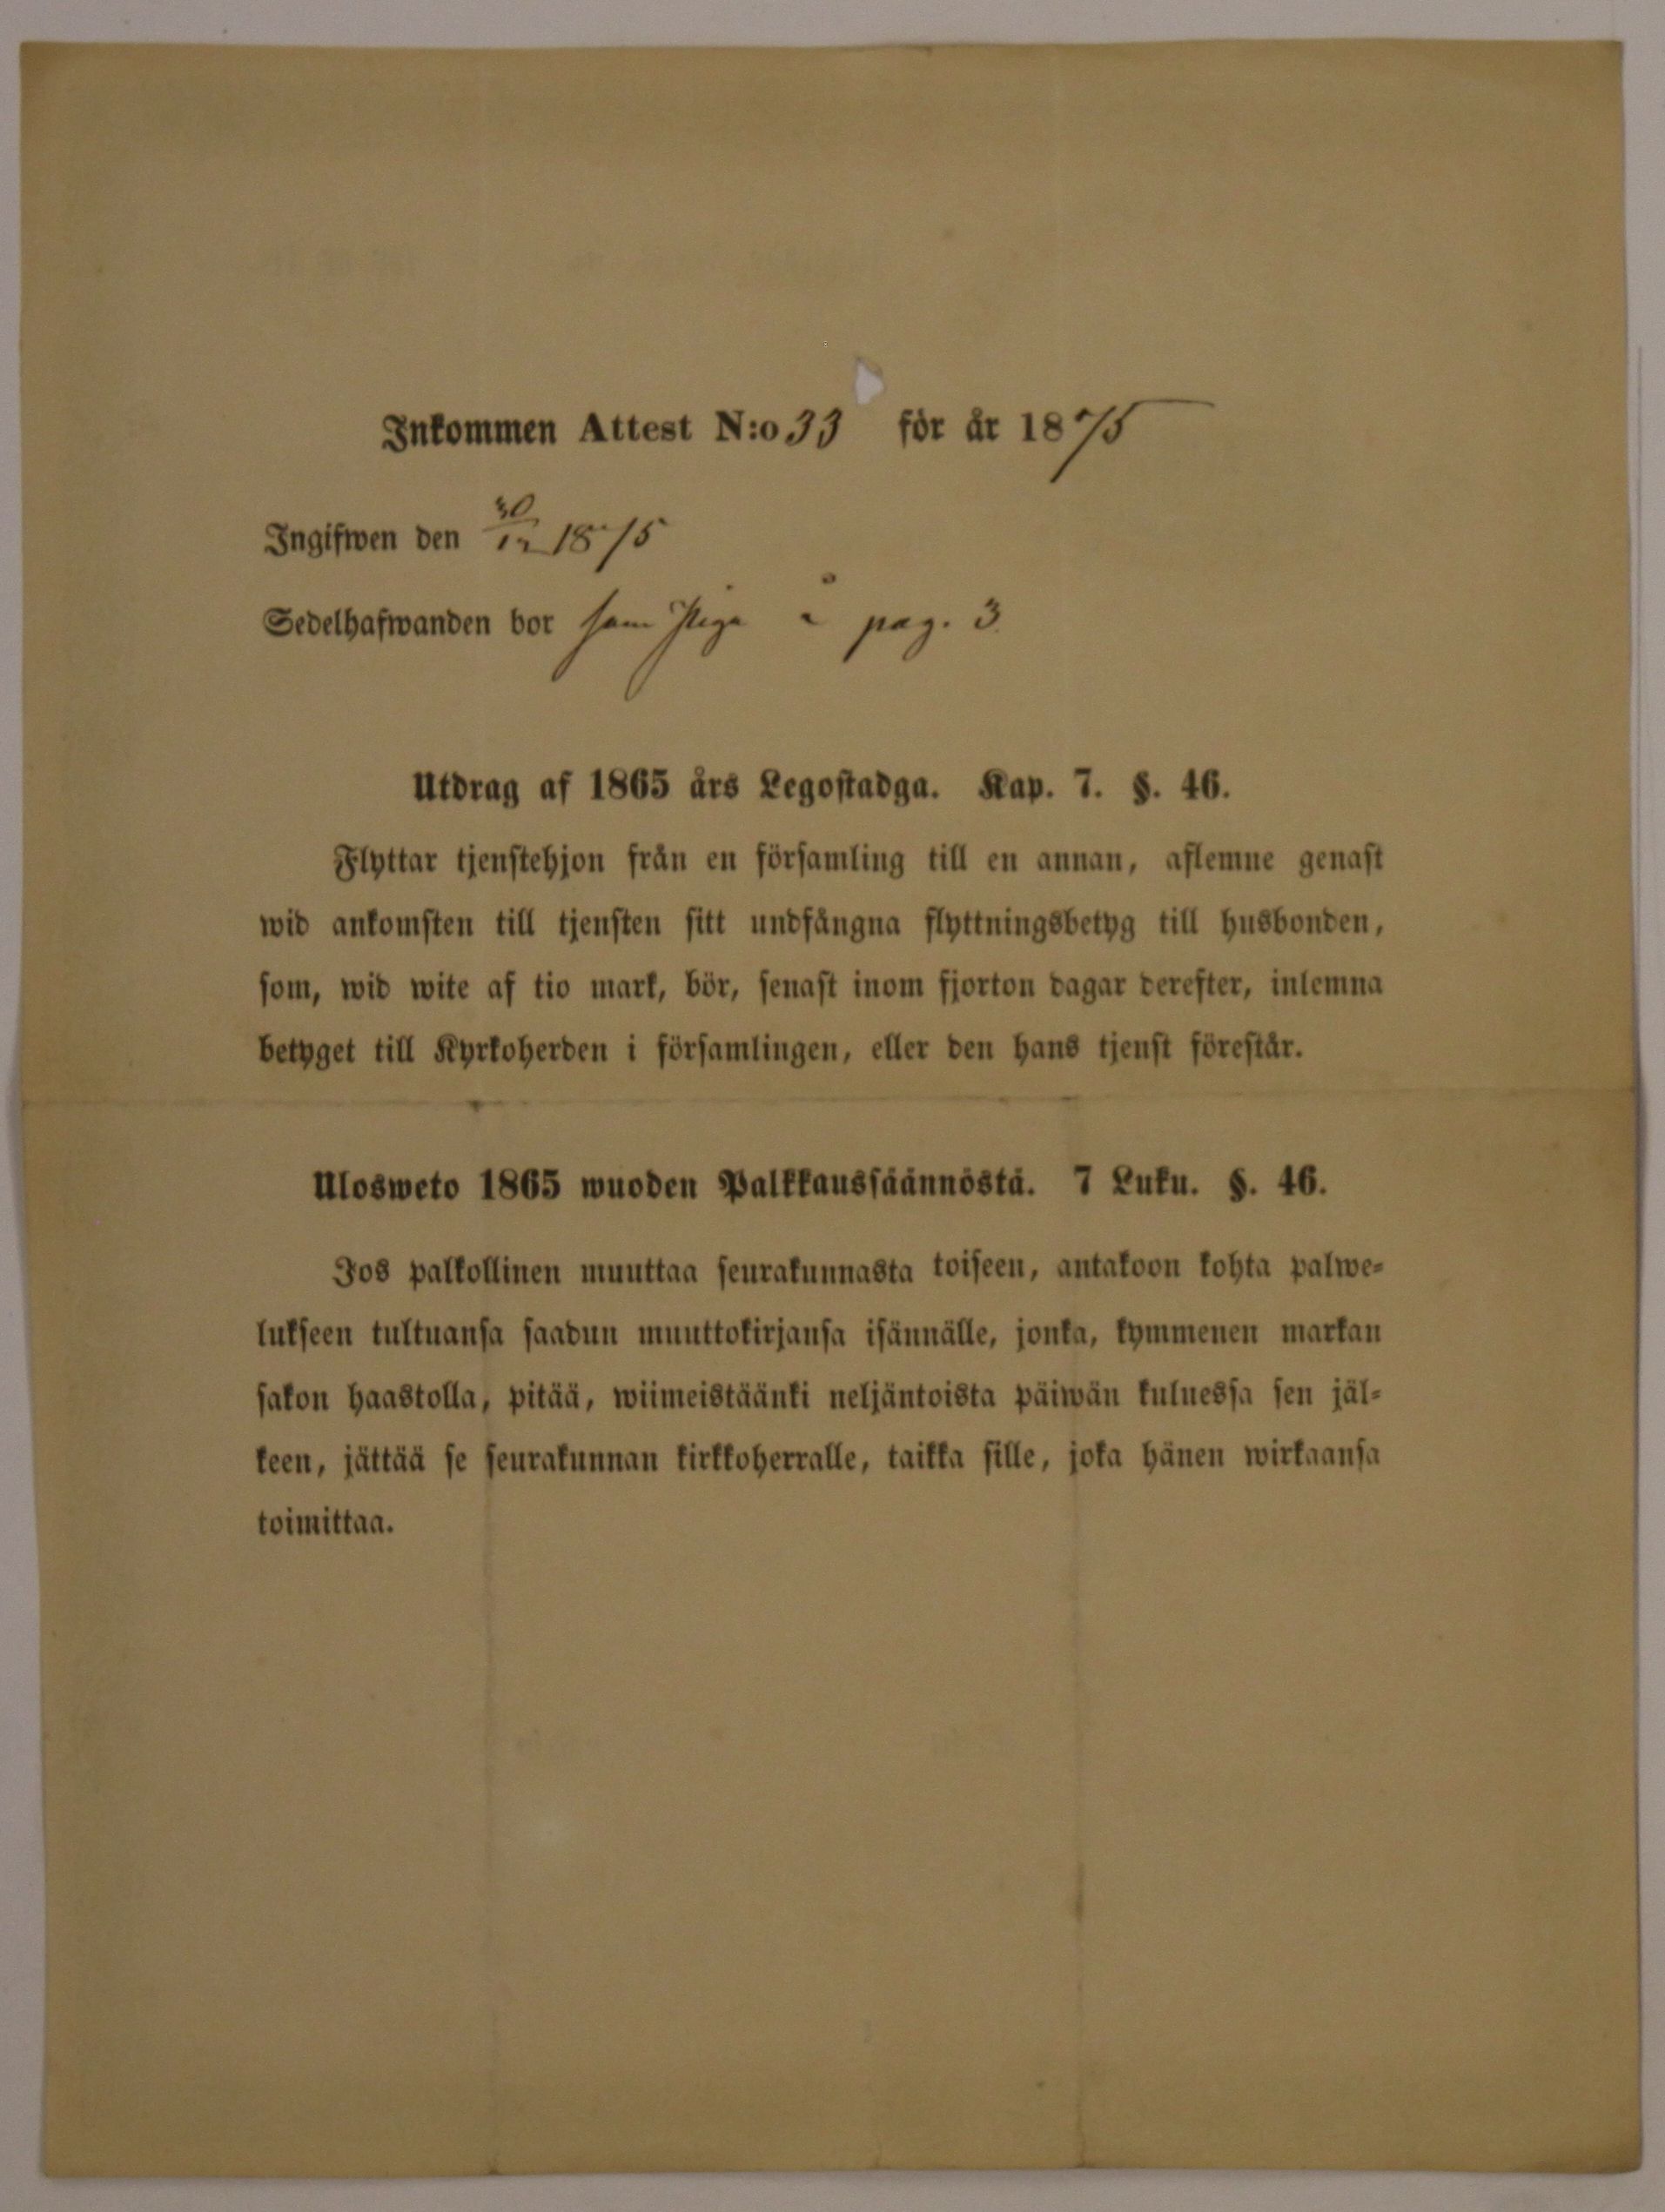 Inkommen Attest N:o 33 för år 1875
Ingifwen den 30/12 1875
Sedelhafwanden bor som Piga å pag. 3
Utdrag af 1865 års Legostadga. Kap. 7. §. 46.
Flyttar tjenstehjon från en församling till en annan, aflemne genast
wid ankomsten till tjensten sitt undfångna flyttningsbetyg till husbonden,
som, wid wite af tio mark, bör, senast inom fjorton dagar derefter, inlemna
betyget till Kyrkoherden i församlingen, eller den hans tjenst förestår.
Ulosweto 1865 wuoden Palkkaussäännöstä. 7 Luku. §. 46.
Jos palkollinen muuttaa seurakunnasta toiseen, antakoon kohta palwe-
lukseen tultuansa saadun muuttokirjansa isännälle, jonka, kymmenen markan
sakon haastolla, pitää, wiimeistäänki neljäntoista päiwän kuluessa sen jäl-
keen, jättää se seurakunnan kirkkoherralle, taikka sille, joka hänen wirkaansa
toimittaa.